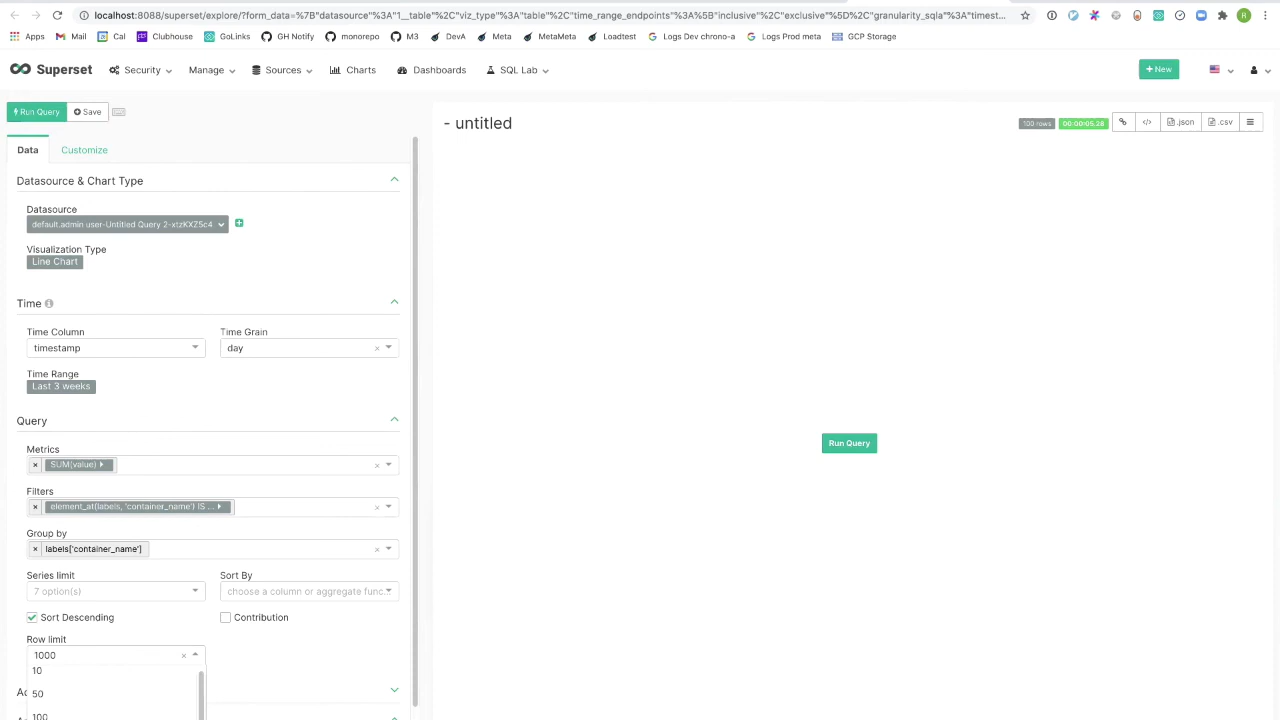 localhost:8088/superset/explore/?form_data=%7B"datasource"%3A"1__table"%2C"viz_type"%3A"table"%2C"time_range_endpoints"%3A%5B"inclusive"%2C"exclusive"%5D%2C"granularity_sqla"%3A"timest...
R
Apps Mail Cal Clubhouse GoLinks GH Notify monorepo M3 DevA Meta MetaMeta Loadtest Logs Dev chrono-a Logs Prod meta GCP Storage
Superset Security Manage Sources Charts Dashboards SQL Lab + New
Run Query Save
- untitled
100 rows 00:00:05.28 </> .json .csv
Data Customize
Datasource & Chart Type
Datasource
default.admin user-Untitled Query 2-xtzKXZ5c4
Visualization Type
Line Chart
Time
Time Column Time Grain
timestamp day
Time Range
Last 3 weeks
Query
Metrics
SUM(value)
Filters
element_at(labels, 'container_name') IS ...
Run Query
Group by
labels['container_name']
Series limit Sort By
7 option(s) choose a column or aggregate func...
Sort Descending Contribution
Row limit
1000
10
50
100